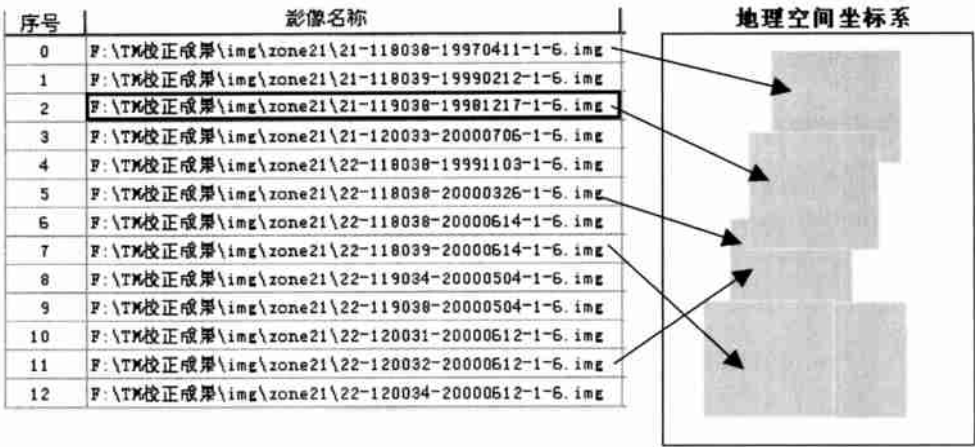 序号 影像名称 地理空间坐标系
0 F:\TM校正成果\img\zone21\21-118038-19970411-1-6.img
1 F:\TM校正成果\img\zone21\21-118039-19990212-1-6.img
2 F:\TM校正成果\img\zone21\21-119038-19981217-1-6.img
3 F:\TM校正成果\img\zone21\21-120033-20000706-1-6.img
4 F:\TM校正成果\img\zone21\22-118038-19991103-1-6.img
5 F:\TM校正成果\img\zone21\22-118038-20000326-1-6.img
6 F:\TM校正成果\img\zone21\22-118038-20000614-1-6.img
7 F:\TM校正成果\img\zone21\22-118039-20000614-1-6.img
8 F:\TM校正成果\img\zone21\22-119034-20000504-1-6.img
9 F:\TM校正成果\img\zone21\22-119038-20000504-1-6.img
10 F:\TM校正成果\img\zone21\22-120031-20000612-1-6.img
11 F:\TM校正成果\img\zone21\22-120032-20000612-1-6.img
12 F:\TM校正成果\img\zone21\22-120034-20000612-1-6.img